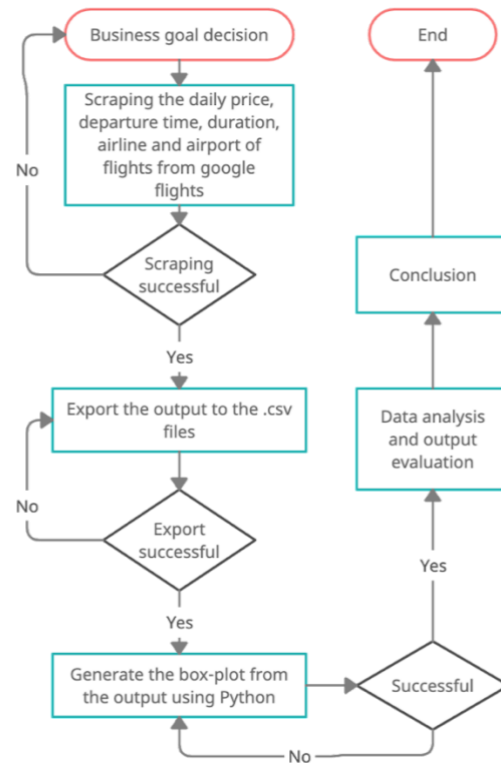 Business goal decision
Scraping the daily price,
departure time, duration,
airline and airport of
flights from google
flights
No
Scraping
successful
Yes
Export the output to the .csv
files
No
Export
successful
Yes
Generate the box-plot from
the output using Python
Successful
No
Yes
Data analysis
and output
evaluation
Conclusion
End